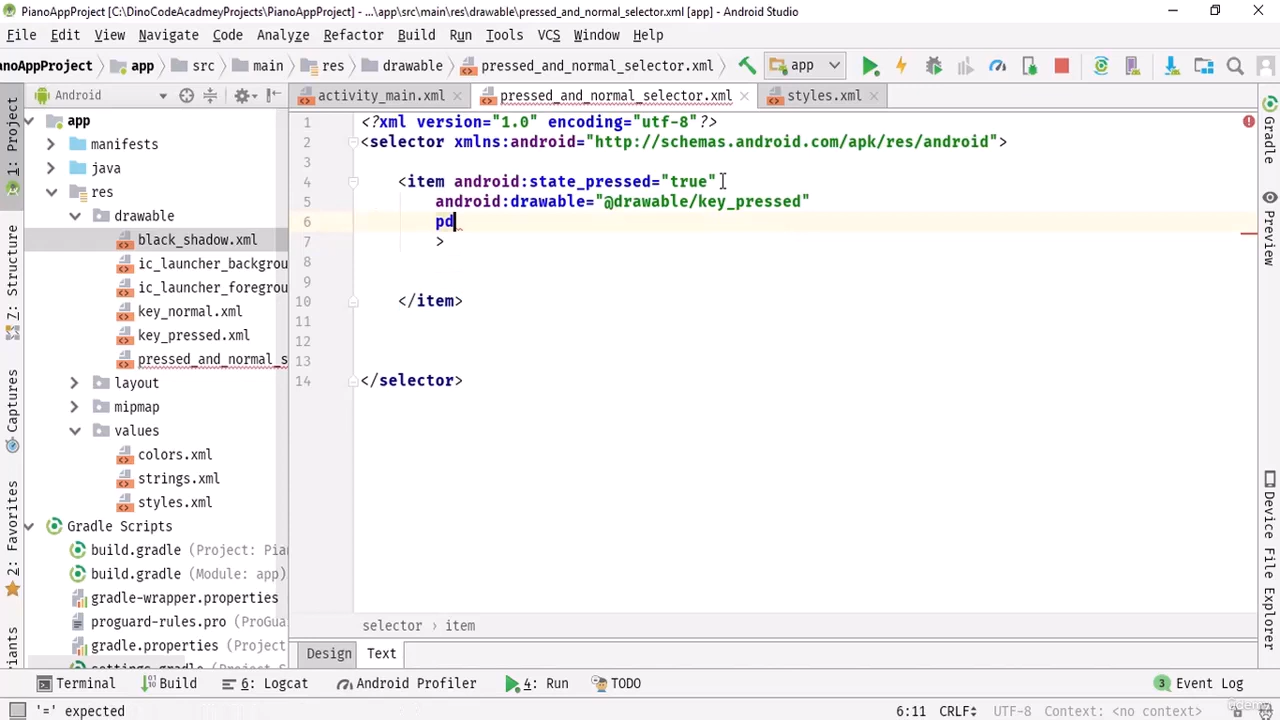 PianoAppProject [C:\DinoCodeAcadmeyProjects\PianoAppProject] - ...\app\src\main\res\drawable\pressed_and_normal_selector.xml [app] - Android Studio
File Edit View Navigate Code Analyze Refactor Build Run Tools VCS Window Help
anoAppProject app src main res drawable pressed_and_normal_selector.xml app
Android activity_main.xml pressed_and_normal_selector.xml styles.xml
1: Project
Z: Structure
Captures
2: Favorites
riants
app
manifests
java
res
drawable
black_shadow.xml
ic_launcher_backgrou
ic_launcher_foregrou
key_normal.xml
key_pressed.xml
pressed_and_normal_s
layout
mipmap
values
colors.xml
strings.xml
styles.xml
Gradle Scripts
build.gradle (Project: Pia
build.gradle (Module: app)
gradle-wrapper.properties
proguard-rules.pro (ProGua
gradle.properties (Project
settings.gradle (Project S
1 <?xml version="1.0" encoding="utf-8"?>
2 <selector xmlns:android="http://schemas.android.com/apk/res/android">
3
4 <item android:state_pressed="true"
5 android:drawable="@drawable/key_pressed"
6 pd
7 >
8
9
10 </item>
11
12
13
14 </selector>
selector › item
Design Text
Gradle
Preview
Device File Explorer
Terminal Build 6: Logcat Android Profiler 4: Run TODO 3 Event Log
'=' expected 6:11 CRLF UTF-8 Context: <no context>
udemy